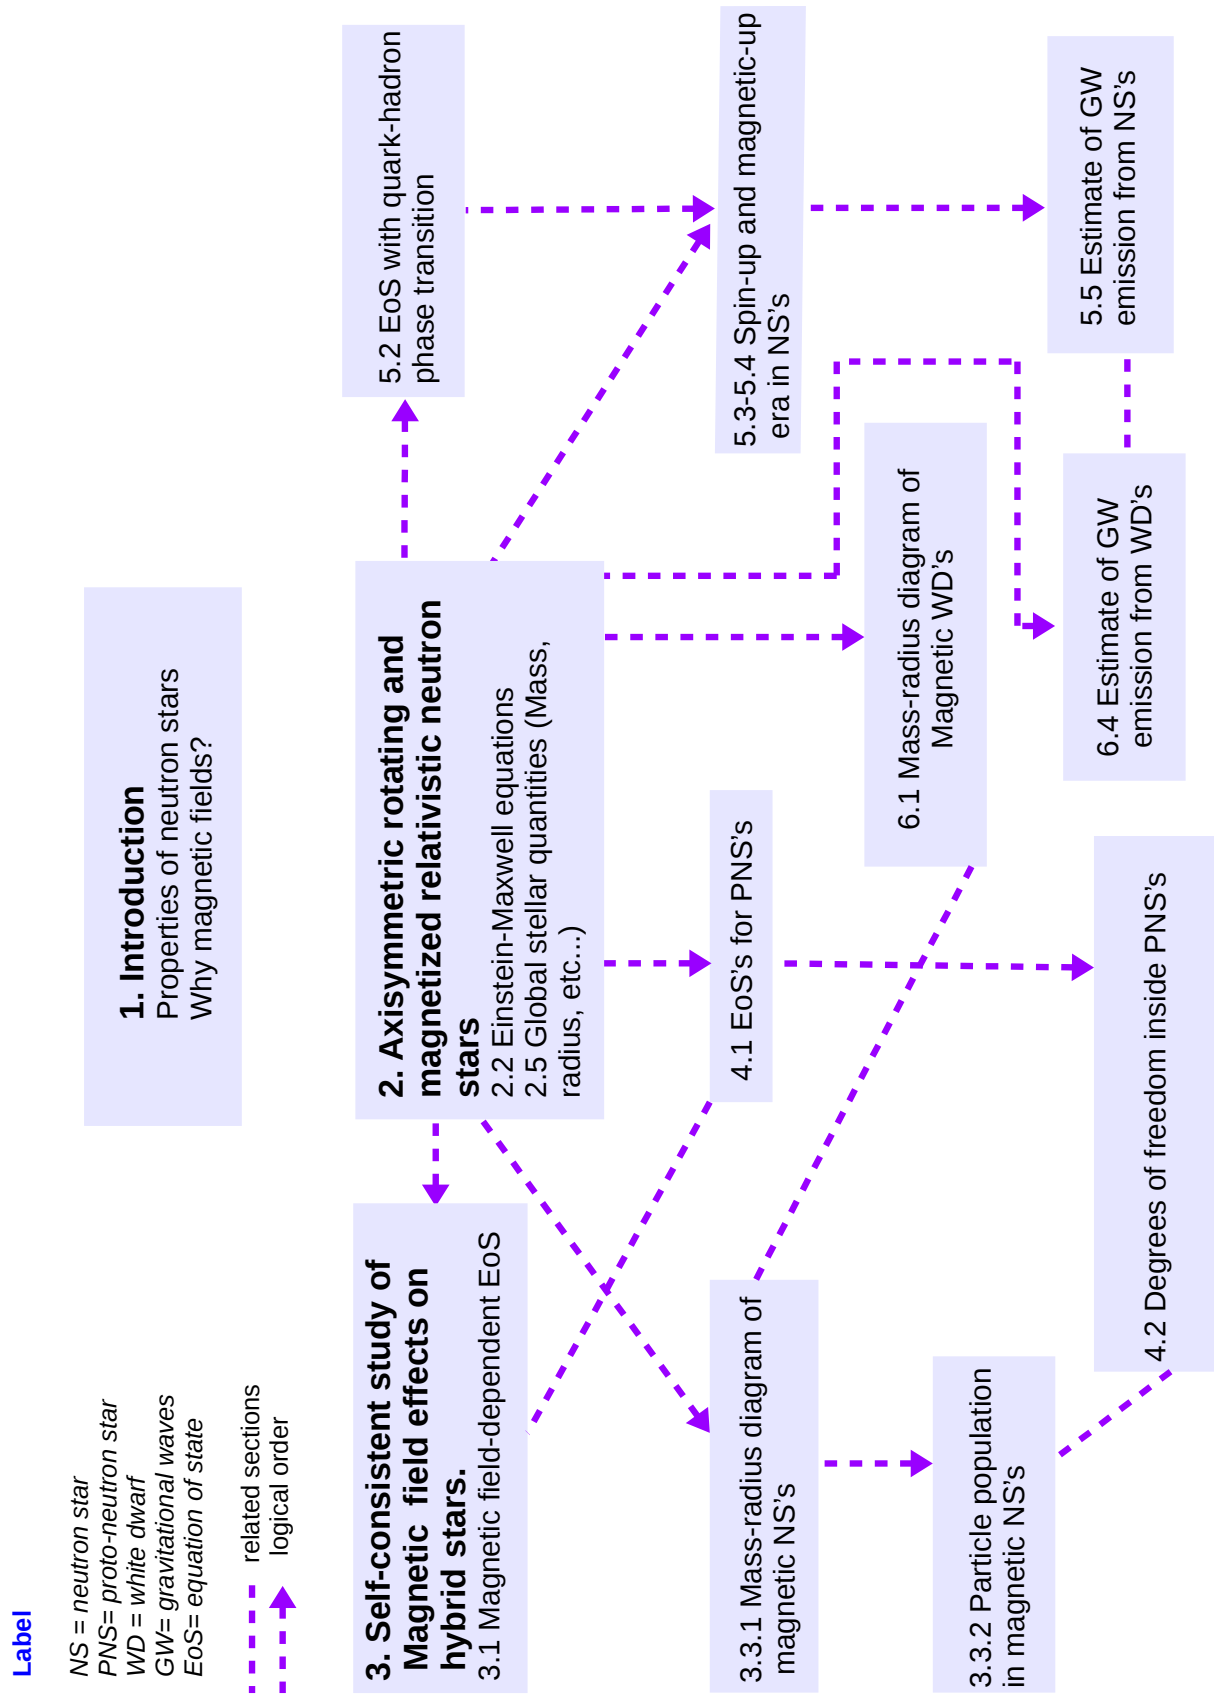 Label
NS = neutron star
PNS= proto-neutron star
WD = white dwarf
GW= gravitational waves
EoS= equation of state
related sections
logical order
1. Introduction
Properties of neutron stars
Why magnetic fields?
3. Self-consistent study of
Magnetic field effects on
hybrid stars.
3.1 Magnetic field-dependent EoS
2. Axisymmetric rotating and
magnetized relativistic neutron
stars
2.2 Einstein-Maxwell equations
2.5 Global stellar quantities (Mass,
radius, etc...)
5.2 EoS with quark-hadron
phase transition
3.3.1 Mass-radius diagram of
magnetic NS's
4.1 EoS's for PNS's
6.1 Mass-radius diagram of
Magnetic WD's
5.3-5.4 Spin-up and magnetic-up
era in NS's
3.3.2 Particle population
in magnetic NS's
4.2 Degrees of freedom inside PNS's
6.4 Estimate of GW
emission from WD's
5.5 Estimate of GW
emission from NS's